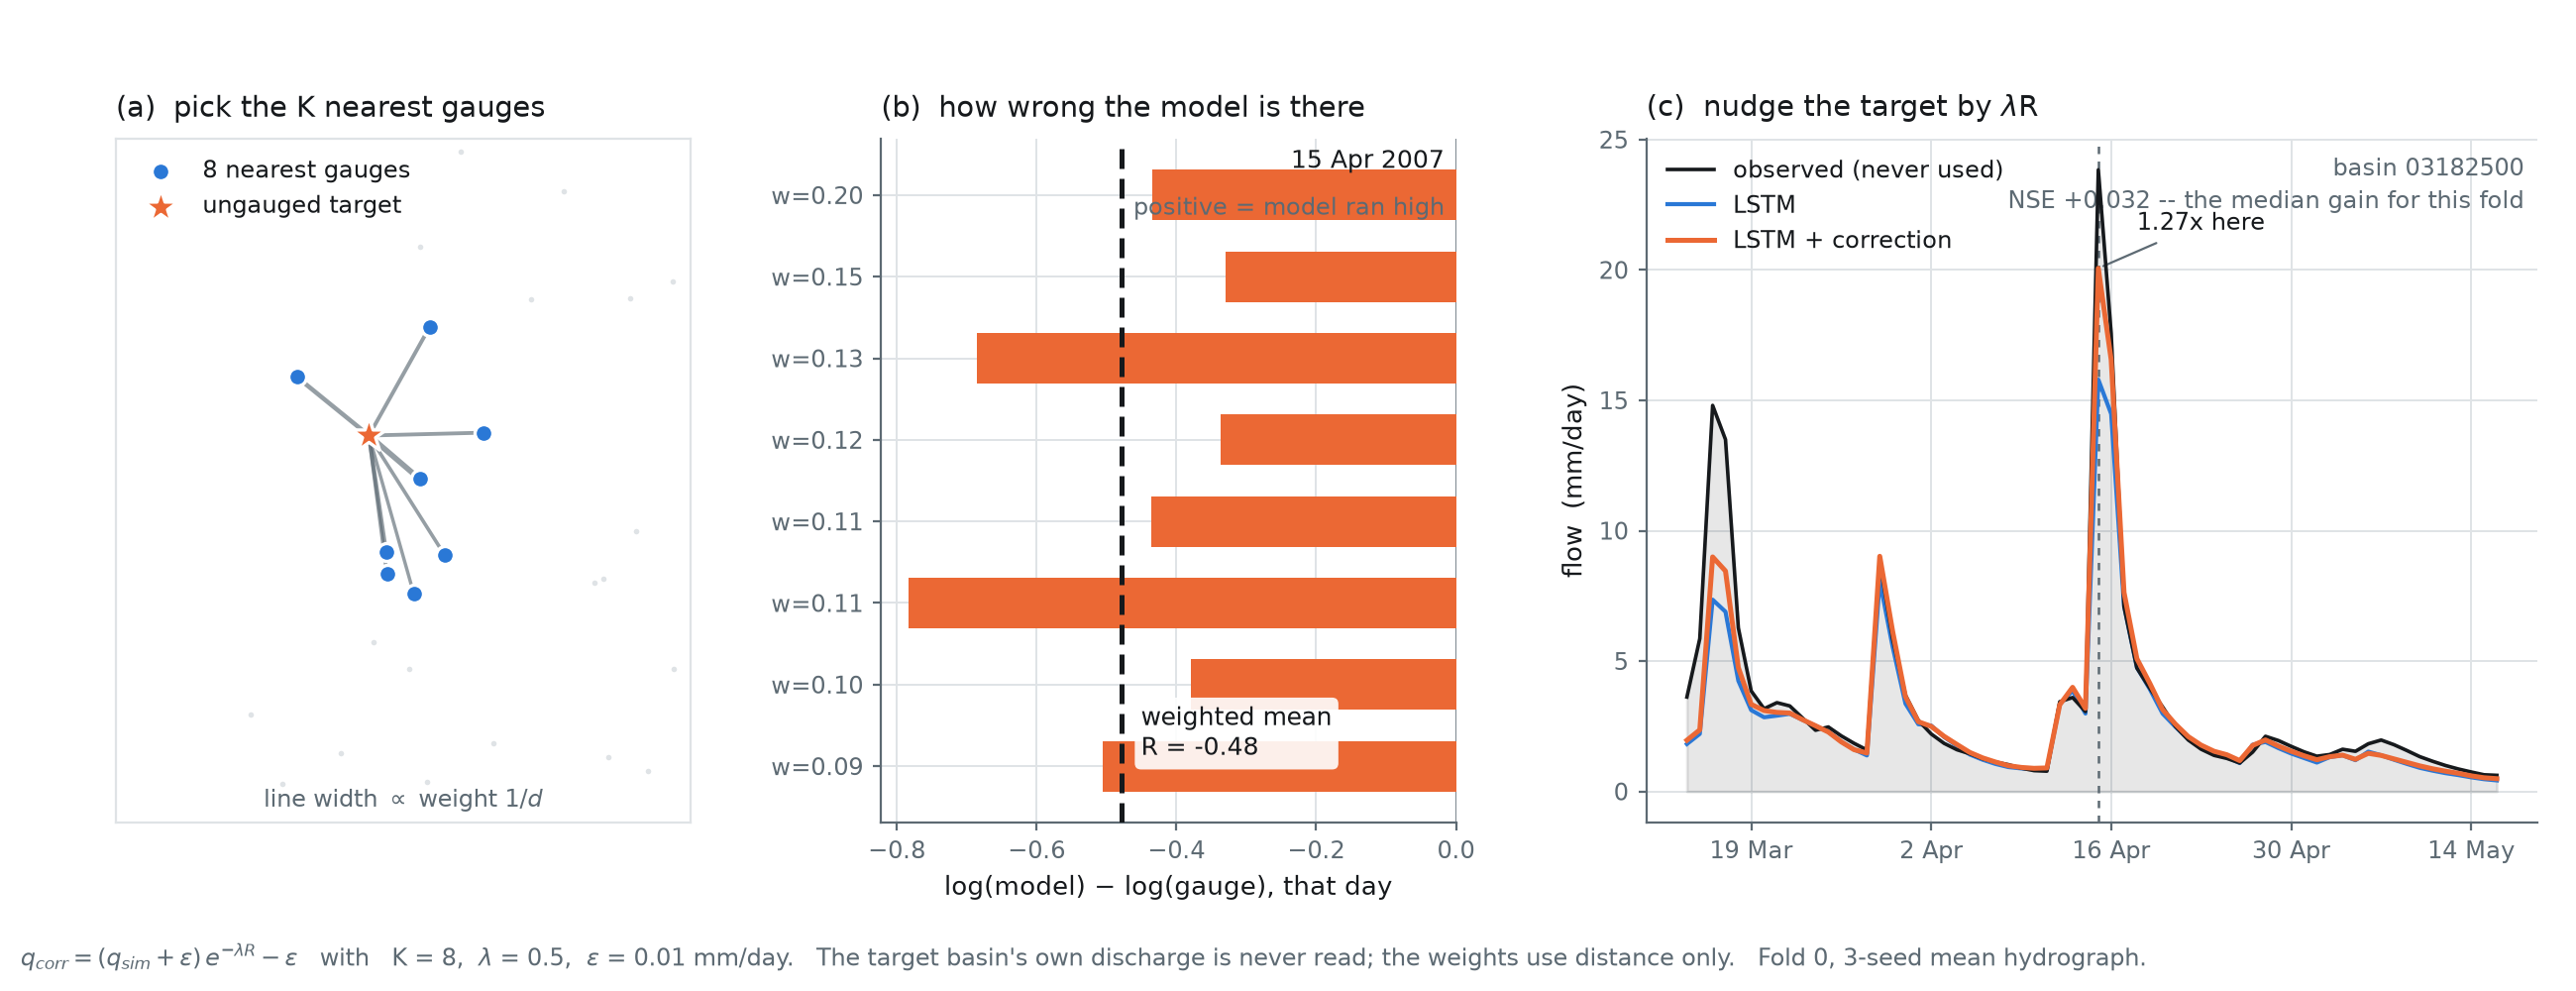 (a)  pick the K nearest gauges
8 nearest gauges
ungauged target
line width ∝ weight 1/d
(b)  how wrong the model is there
15 Apr 2007
positive = model ran high
w=0.20
w=0.15
w=0.13
w=0.12
w=0.11
w=0.11
w=0.10
w=0.09
weighted mean
R = -0.48
−0.8 −0.6 −0.4 −0.2 0.0
log(model) − log(gauge), that day
(c)  nudge the target by λR
observed (never used)
LSTM
LSTM + correction
basin 03182500
NSE +0.032 -- the median gain for this fold
1.27x here
flow (mm/day)
25
20
15
10
5
0
19 Mar 2 Apr 16 Apr 30 Apr 14 May
q_corr = (q_sim + ε) e^{−λR} − ε   with   K = 8,  λ = 0.5,  ε = 0.01 mm/day.   The target basin's own discharge is never read; the weights use distance only.   Fold 0, 3-seed mean hydrograph.